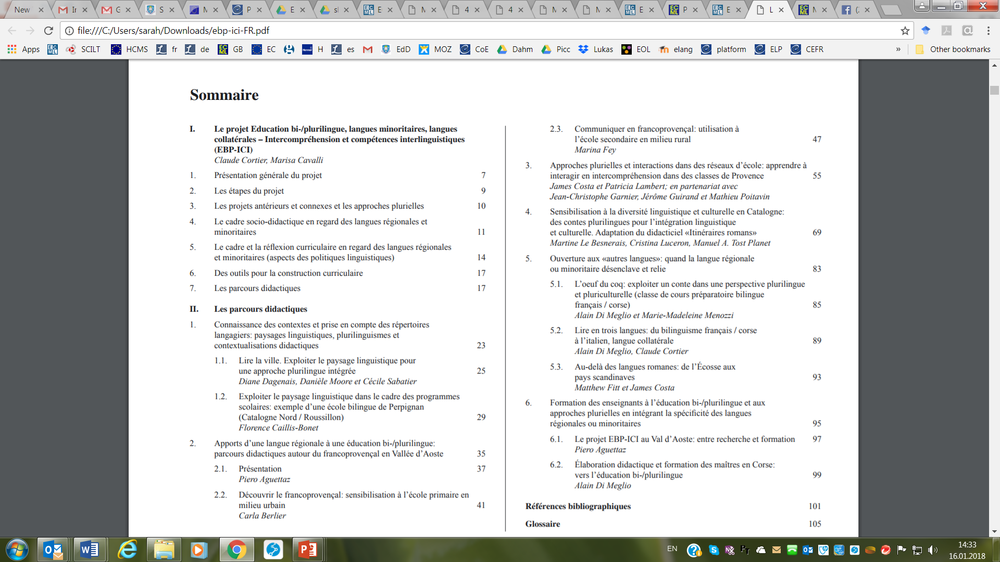 New
In
G
S
M
P
E
sl
E
M
4
4
M
M
E
P
E
L
M
(2
file:///C:/Users/sarah/Downloads/ebp-ici-FR.pdf
Apps SCILT HCMS fr de GB EC H es EdD MOZ CoE Dahm Picc Lukas EOL elang platform ELP CEFR » Other bookmarks
Sommaire
I. Le projet Education bi-/plurilingue, langues minoritaires, langues
collatérales – Intercompréhension et compétences interlinguistiques
(EBP-ICI)
Claude Cortier, Marisa Cavalli
1. Présentation générale du projet 7
2. Les étapes du projet 9
3. Les projets antérieurs et connexes et les approches plurielles 10
4. Le cadre socio-didactique en regard des langues régionales et
minoritaires 11
5. Le cadre et la réflexion curriculaire en regard des langues régionales
et minoritaires (aspects des politiques linguistiques) 14
6. Des outils pour la construction curriculaire 17
7. Les parcours didactiques 17
II. Les parcours didactiques
1. Connaissance des contextes et prise en compte des répertoires
langagiers: paysages linguistiques, plurilinguismes et
contextualisations didactiques 23
1.1. Lire la ville. Exploiter le paysage linguistique pour
une approche plurilingue intégrée 25
Diane Dagenais, Danièle Moore et Cécile Sabatier
1.2. Exploiter le paysage linguistique dans le cadre des programmes
scolaires: exemple d’une école bilingue de Perpignan
(Catalogne Nord / Roussillon) 29
Florence Caillis-Bonet
2. Apports d’une langue régionale à une éducation bi-/plurilingue:
parcours didactiques autour du francoprovençal en Vallée d’Aoste 35
2.1. Présentation 37
Piero Aguettaz
2.2. Découvrir le francoprovençal: sensibilisation à l’école primaire en
milieu urbain 41
Carla Berlier
2.3. Communiquer en francoprovençal: utilisation à
l’école secondaire en milieu rural 47
Marina Fey
3. Approches plurielles et interactions dans des réseaux d’école: apprendre à
interagir en intercompréhension dans des classes de Provence 55
James Costa et Patricia Lambert; en partenariat avec
Jean-Christophe Garnier, Jérôme Guirand et Mathieu Poitavin
4. Sensibilisation à la diversité linguistique et culturelle en Catalogne:
des contes plurilingues pour l’intégration linguistique
et culturelle. Adaptation du didacticiel «Itinéraires romans» 69
Martine Le Besnerais, Cristina Luceron, Manuel A. Tost Planet
5. Ouverture aux «autres langues»: quand la langue régionale
ou minoritaire désenclave et relie 83
5.1. L’oeuf du coq: exploiter un conte dans une perspective plurilingue
et pluriculturelle (classe de cours préparatoire bilingue
français / corse) 85
Alain Di Meglio et Marie-Madeleine Menozzi
5.2. Lire en trois langues: du bilinguisme français / corse
à l’italien, langue collatérale 89
Alain Di Meglio, Claude Cortier
5.3. Au-delà des langues romanes: de l’Écosse aux
pays scandinaves 93
Matthew Fitt et James Costa
6. Formation des enseignants à l’éducation bi-/plurilingue et aux
approches plurielles en intégrant la spécificité des langues
régionales ou minoritaires 95
6.1. Le projet EBP-ICI au Val d’Aoste: entre recherche et formation 97
Piero Aguettaz
6.2. Élaboration didactique et formation des maîtres en Corse:
vers l’éducation bi-/plurilingue 99
Alain Di Meglio
Références bibliographiques 101
Glossaire 105
EN
14:33
16.01.2018